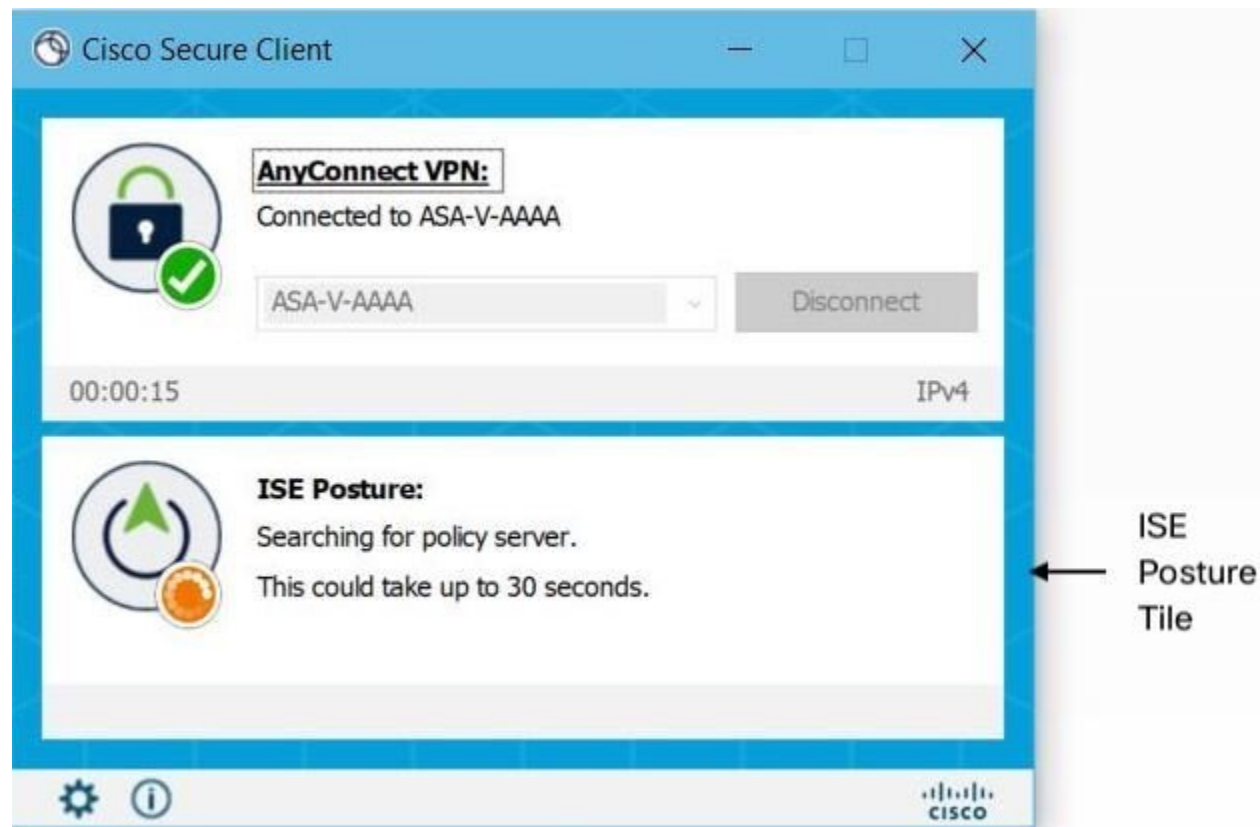 Cisco Secure Client
AnyConnect VPN:
Connected to ASA-V-AAAA
ASA-V-AAAA
Disconnect
00:00:15
IPv4
ISE Posture:
Searching for policy server.
This could take up to 30 seconds.
ISE
Posture
Tile
CISCO